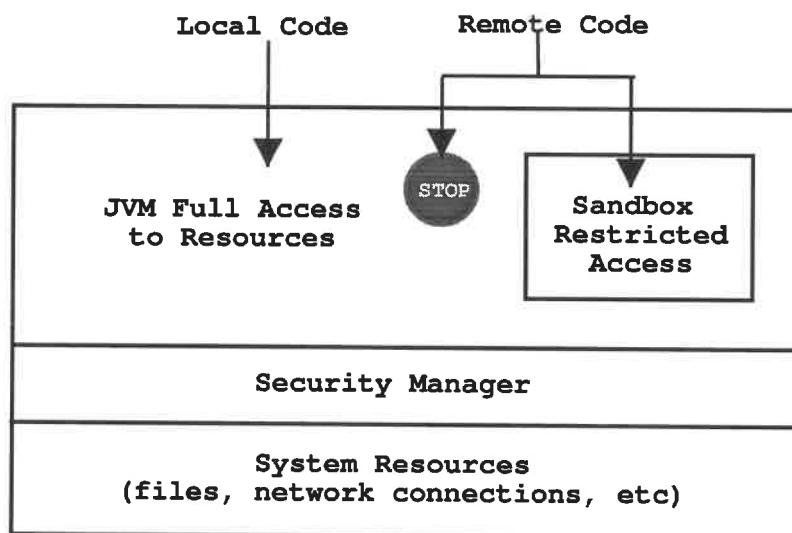 Local Code
Remote Code
STOP
JVM Full Access
to Resources
Sandbox
Restricted
Access
Security Manager
System Resources
(files, network connections, etc)